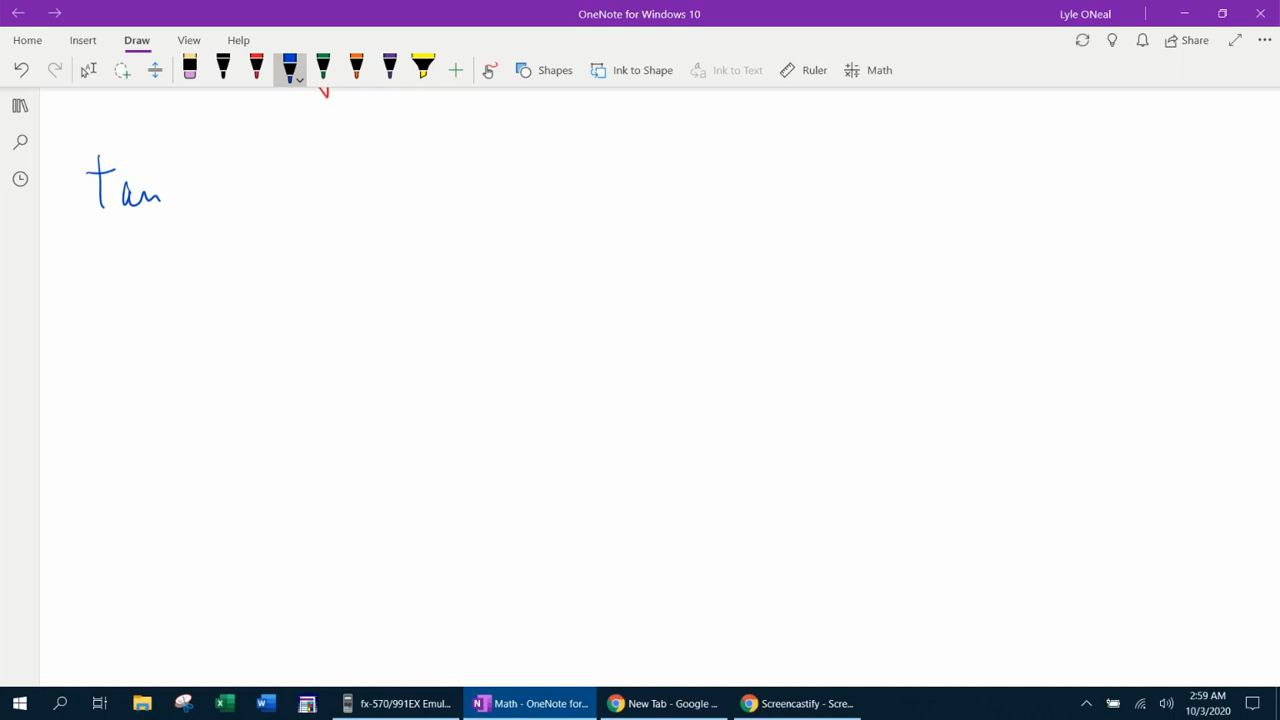 OneNote for Windows 10
Lyle ONeal
Home Insert Draw View Help
Share
Shapes Ink to Shape Ink to Text Ruler Math
tan
fx-570/991EX Emul... Math - OneNote for... New Tab - Google ... Screencastify - Scre...
2:59 AM
10/3/2020